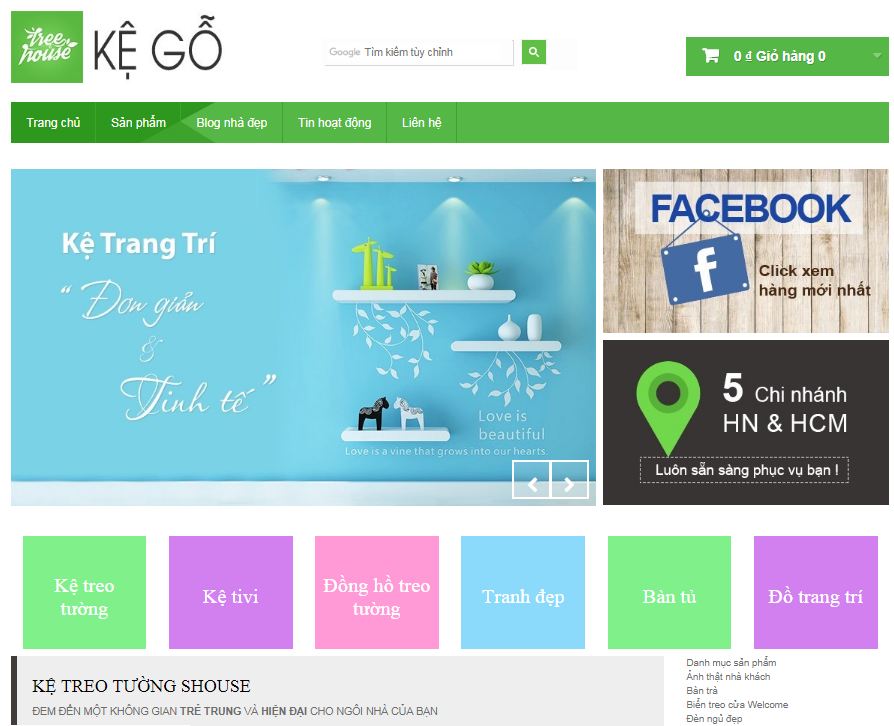 tree house
KỆ GỖ
Google Tìm kiếm tùy chỉnh
0 ₫ Giỏ hàng 0
Trang chủ Sản phẩm Blog nhà đẹp Tin hoạt động Liên hệ
Kệ Trang Trí
“ Đơn giản
&
Tinh tế ”
Love is
beautiful
Love is a vine that grows into our hearts.
FACEBOOK
f
Click xem
hàng mới nhất
5 Chi nhánh
HN & HCM
Luôn sẵn sàng phục vụ bạn !
Kệ treo
tường
Kệ tivi
Đồng hồ treo
tường
Tranh đẹp
Bàn tủ
Đồ trang trí
KỆ TREO TƯỜNG SHOUSE
ĐEM ĐẾN MỘT KHÔNG GIAN TRẺ TRUNG VÀ HIỆN ĐẠI CHO NGÔI NHÀ CỦA BẠN
Danh mục sản phẩm
Ảnh thật nhà khách
Bàn trà
Biển treo cửa Welcome
Đèn ngủ đẹp